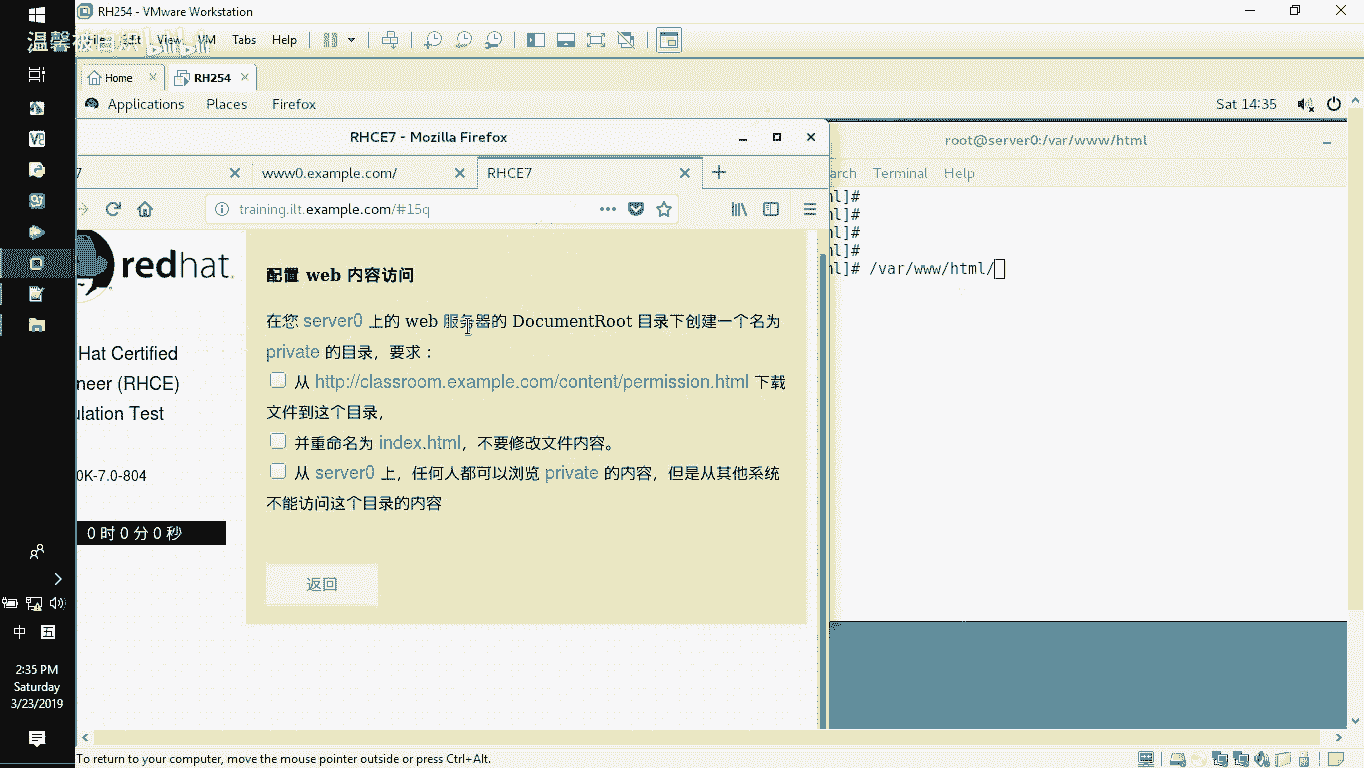 RH254 - VMware Workstation
Edit View VM Tabs Help
bilibili
Home
RH254
Applications Places Firefox
Sat 14:35
RHCE7 - Mozilla Firefox
root@server0:/var/www/html
7
www0.example.com/
RHCE7
arch Terminal Help
training.ilt.example.com/#15q
nl]#
nl]#
nl]#
nl]#
nl]# /var/www/html/
redhat.
Hat Certified
neer (RHCE)
ulation Test
0K-7.0-804
0 时 0 分 0 秒
配置 web 内容访问
在您 server0 上的 web 服务器的 DocumentRoot 目录下创建一个名为
private 的目录，要求：
从 http://classroom.example.com/content/permission.html 下载
文件到这个目录，
并重命名为 index.html，不要修改文件内容。
从 server0 上，任何人都可以浏览 private 的内容，但是从其他系统
不能访问这个目录的内容
返回
中 五
2:35 PM
Saturday
3/23/2019
To return to your computer, move the mouse pointer outside or press Ctrl+Alt.